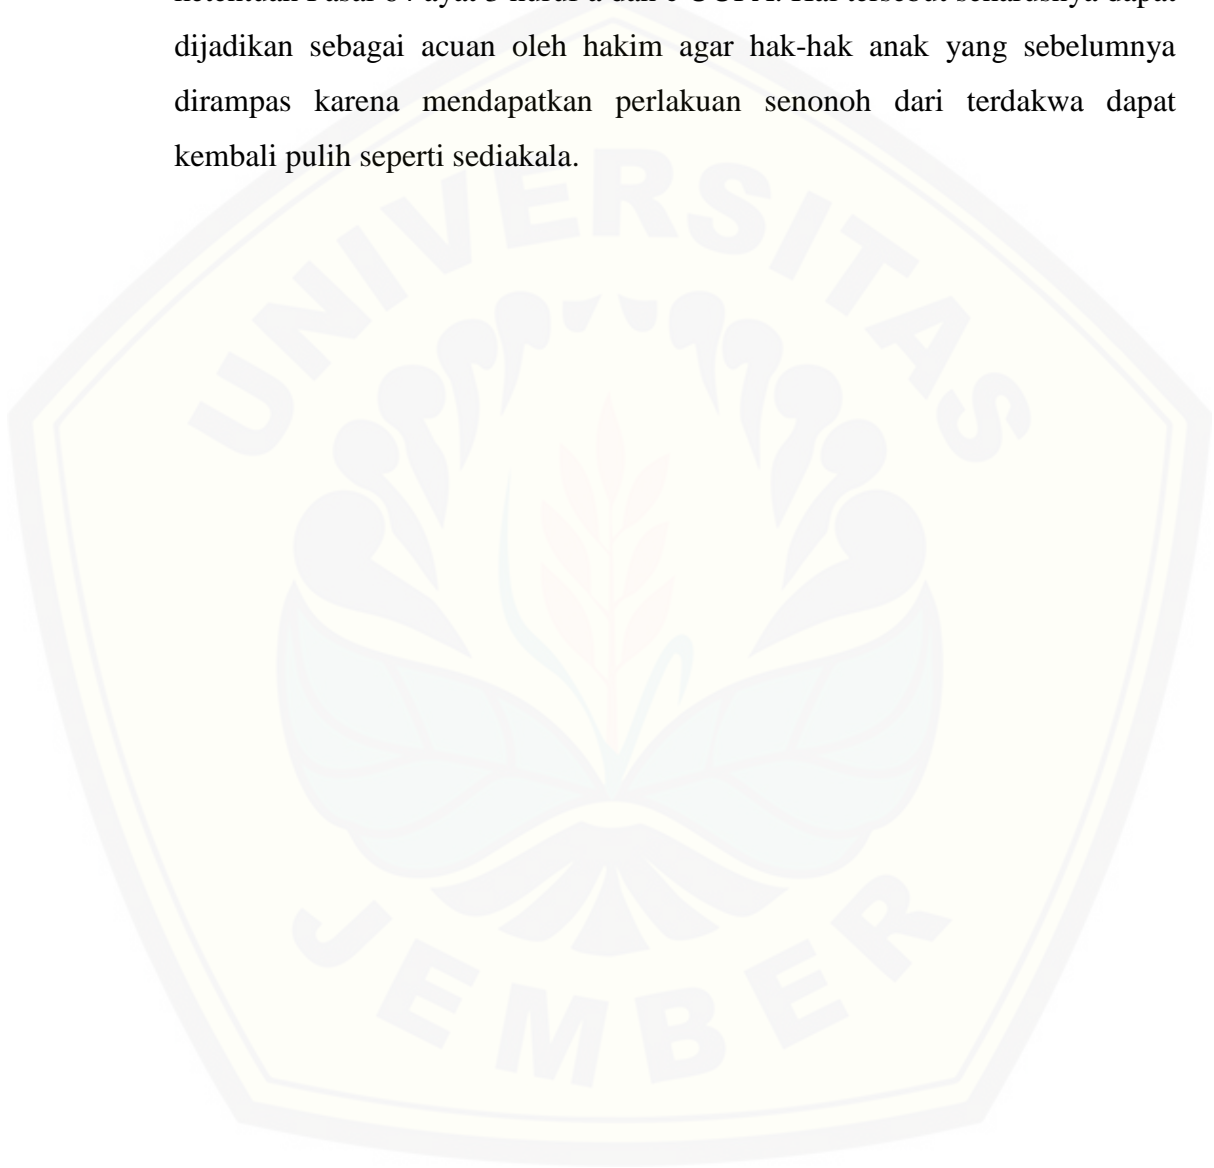 dijadikan sebagai acuan oleh hakim agar hak-hak anak yang sebelumnya
dirampas karena mendapatkan perlakuan senonoh dari terdakwa dapat
kembali pulih seperti sediakala.
UNIVERSITAS
JEMBER